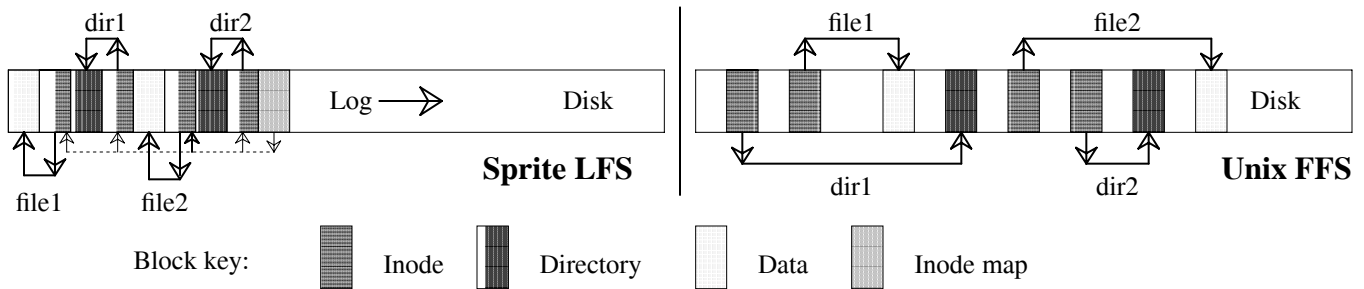 dir1 dir2 file1 file2
Log Disk Disk
Sprite LFS Unix FFS
file1 file2 dir1 dir2
Block key: Inode Directory Data Inode map